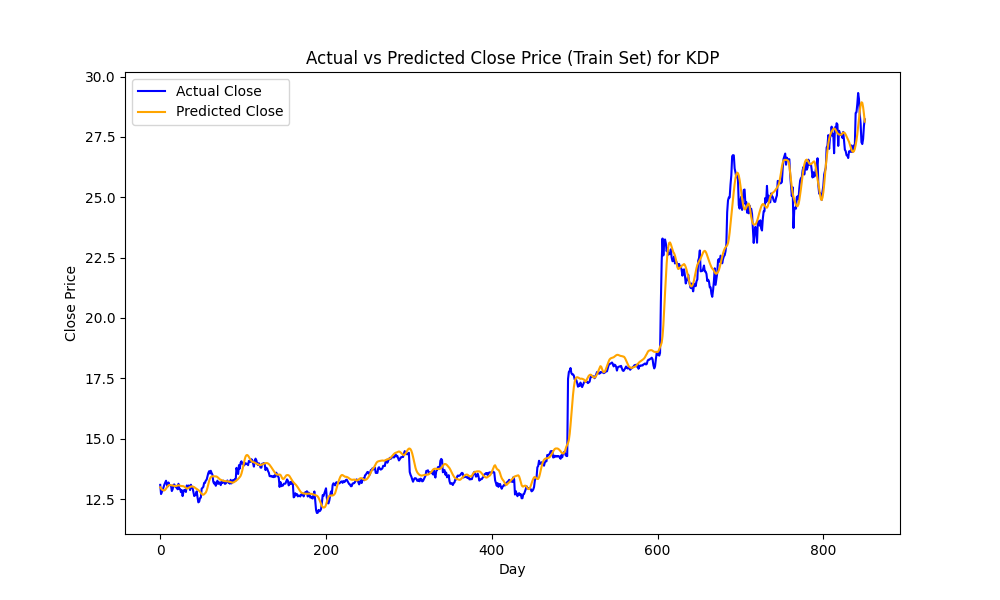 Actual vs Predicted Close Price (Train Set) for KDP
Actual Close
Predicted Close
30.0
27.5
25.0
22.5
20.0
17.5
15.0
12.5
Close Price
0 200 400 600 800
Day